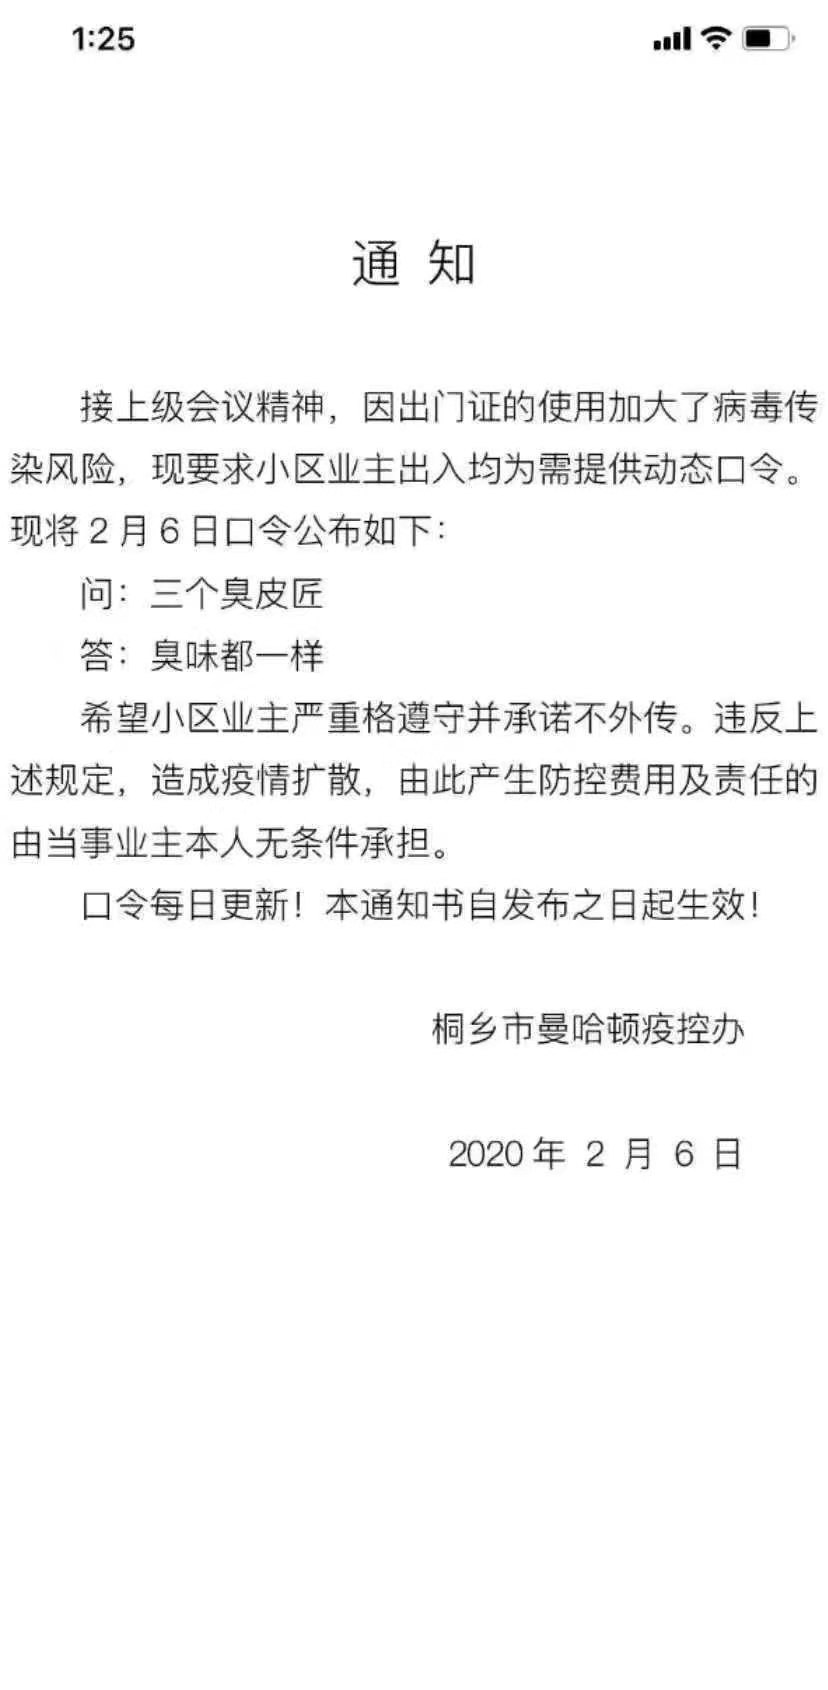 1:25
通 知
接上级会议精神，因出门证的使用加大了病毒传
染风险，现要求小区业主出入均为需提供动态口令。
现将 2 月 6 日口令公布如下：
问：三个臭皮匠
答：臭味都一样
希望小区业主严重格遵守并承诺不外传。违反上
述规定，造成疫情扩散，由此产生防控费用及责任的
由当事业主本人无条件承担。
口令每日更新！本通知书自发布之日起生效！
桐乡市曼哈顿疫控办
2020 年 2 月 6 日